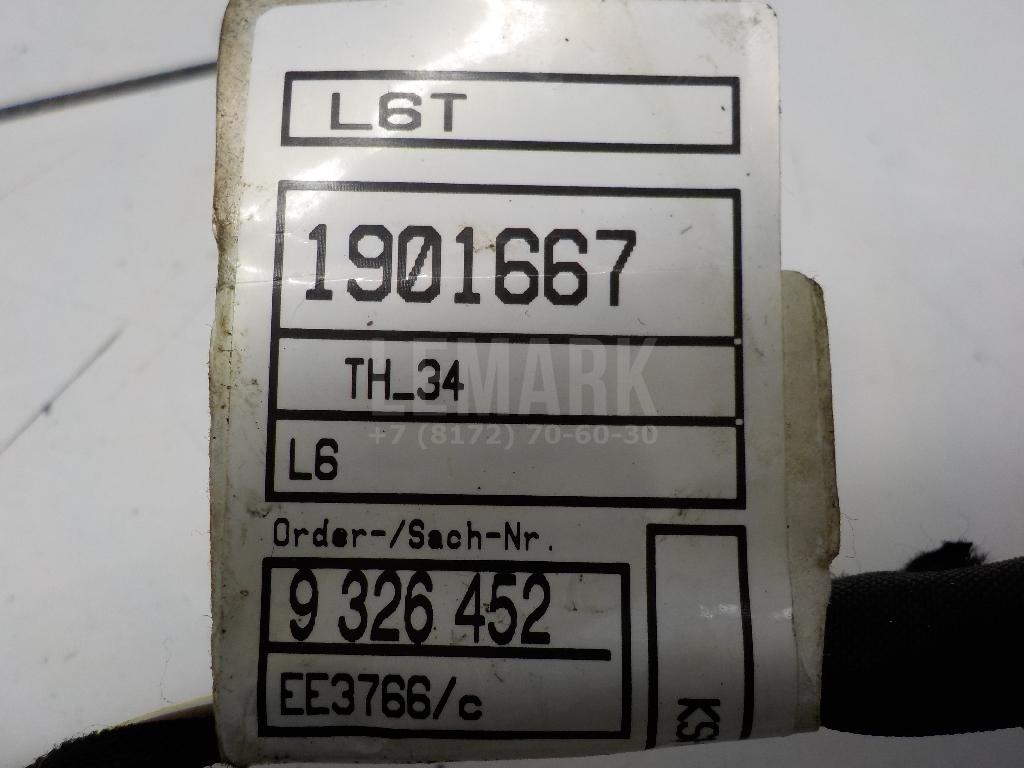 L6T
1901667
TH_34
LEMARK
+7 (8172) 70-60-30
L6
Order-/Sach-Nr.
9 326 452
EE3766/c